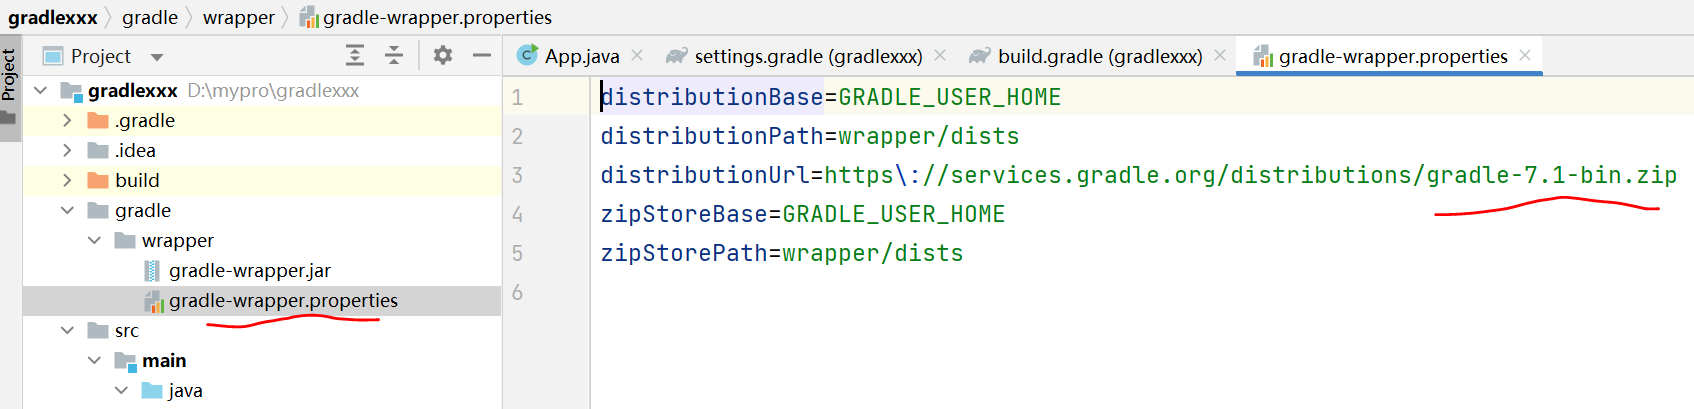 gradlexxx gradle wrapper gradle-wrapper.properties
Project
Project
App.java settings.gradle (gradlexxx) build.gradle (gradlexxx) gradle-wrapper.properties
gradlexxx D:\mypro\gradlexxx
.gradle
.idea
build
gradle
wrapper
gradle-wrapper.jar
gradle-wrapper.properties
src
main
java
1 distributionBase=GRADLE_USER_HOME
2 distributionPath=wrapper/dists
3 distributionUrl=https\://services.gradle.org/distributions/gradle-7.1-bin.zip
4 zipStoreBase=GRADLE_USER_HOME
5 zipStorePath=wrapper/dists
6